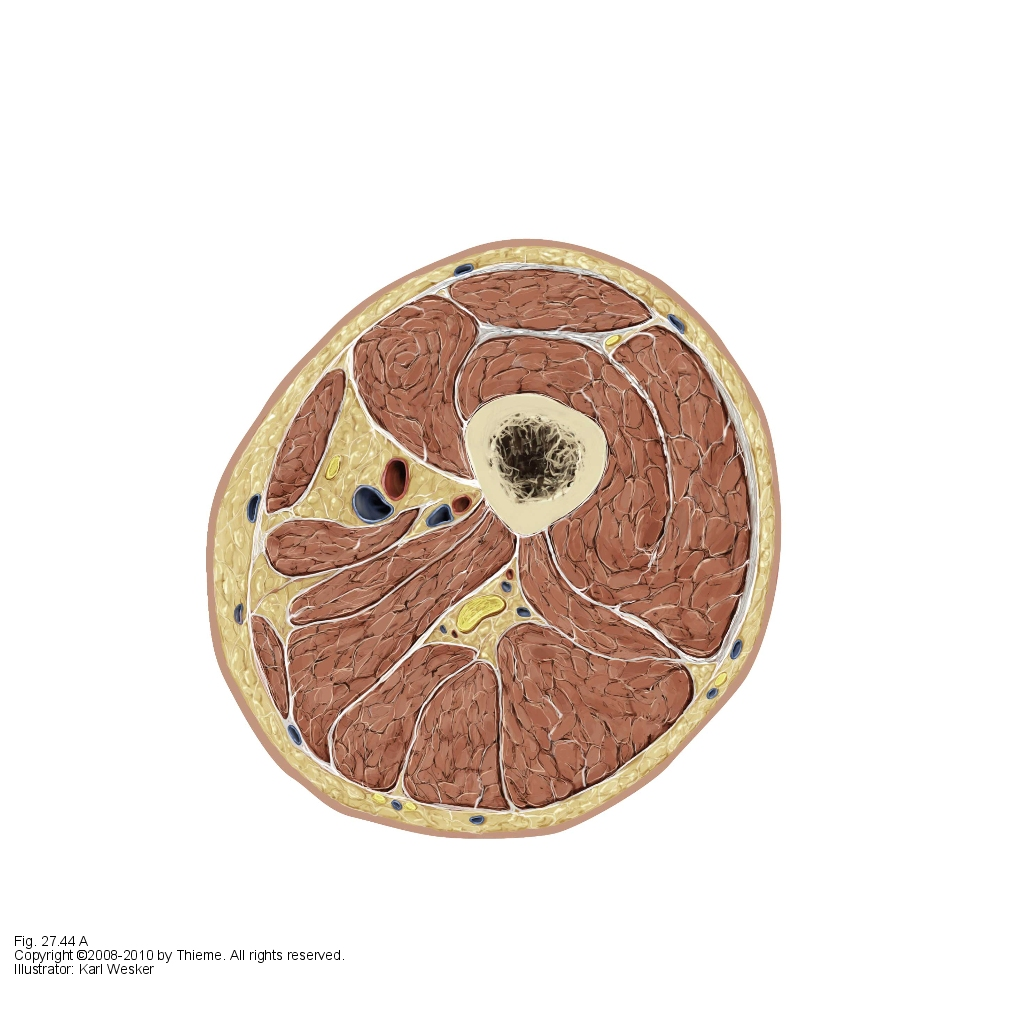 Fig. 27.44 A
Copyright ©2008-2010 by Thieme. All rights reserved.
Illustrator: Karl Wesker